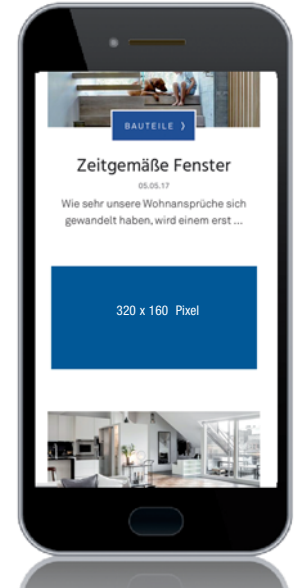 BAUTEILE ⟩
Zeitgemäße Fenster
05.05.17
Wie sehr unsere Wohnansprüche sich
gewandelt haben, wird einem erst ...
320 x 160 Pixel